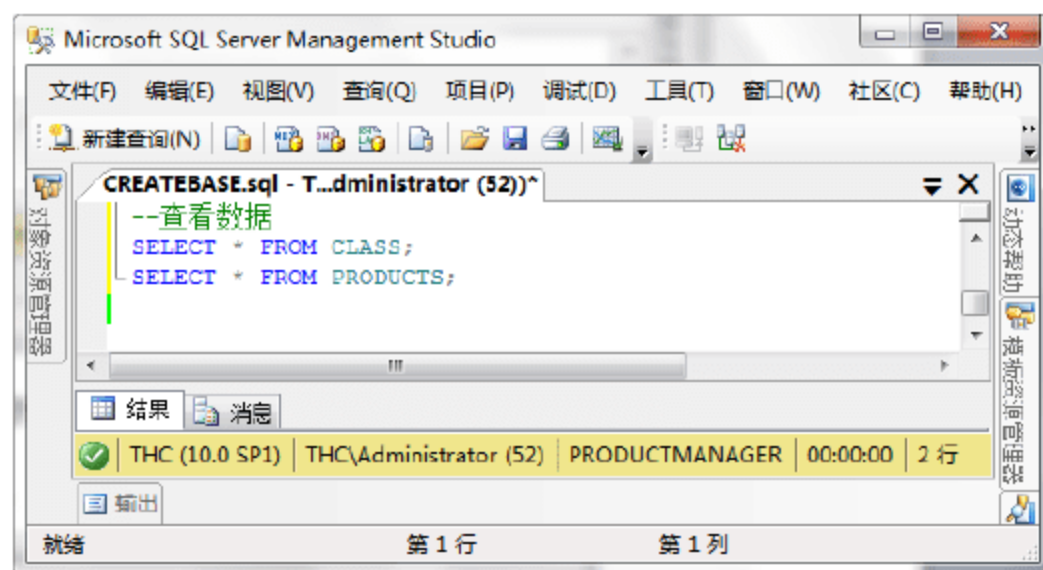 Microsoft SQL Server Management Studio
文件(F) 编辑(E) 视图(V) 查询(Q) 项目(P) 调试(D) 工具(T) 窗口(W) 社区(C) 帮助(H)
新建查询(N)
CREATEBASE.sql - T...dministrator (52))*
对象资源管理器
--查看数据
SELECT * FROM CLASS;
SELECT * FROM PRODUCTS;
动态帮助
模板资源管理器
结果 消息
THC (10.0 SP1) THC\Administrator (52) PRODUCTMANAGER 00:00:00 2 行
输出
就绪 第 1 行 第 1 列